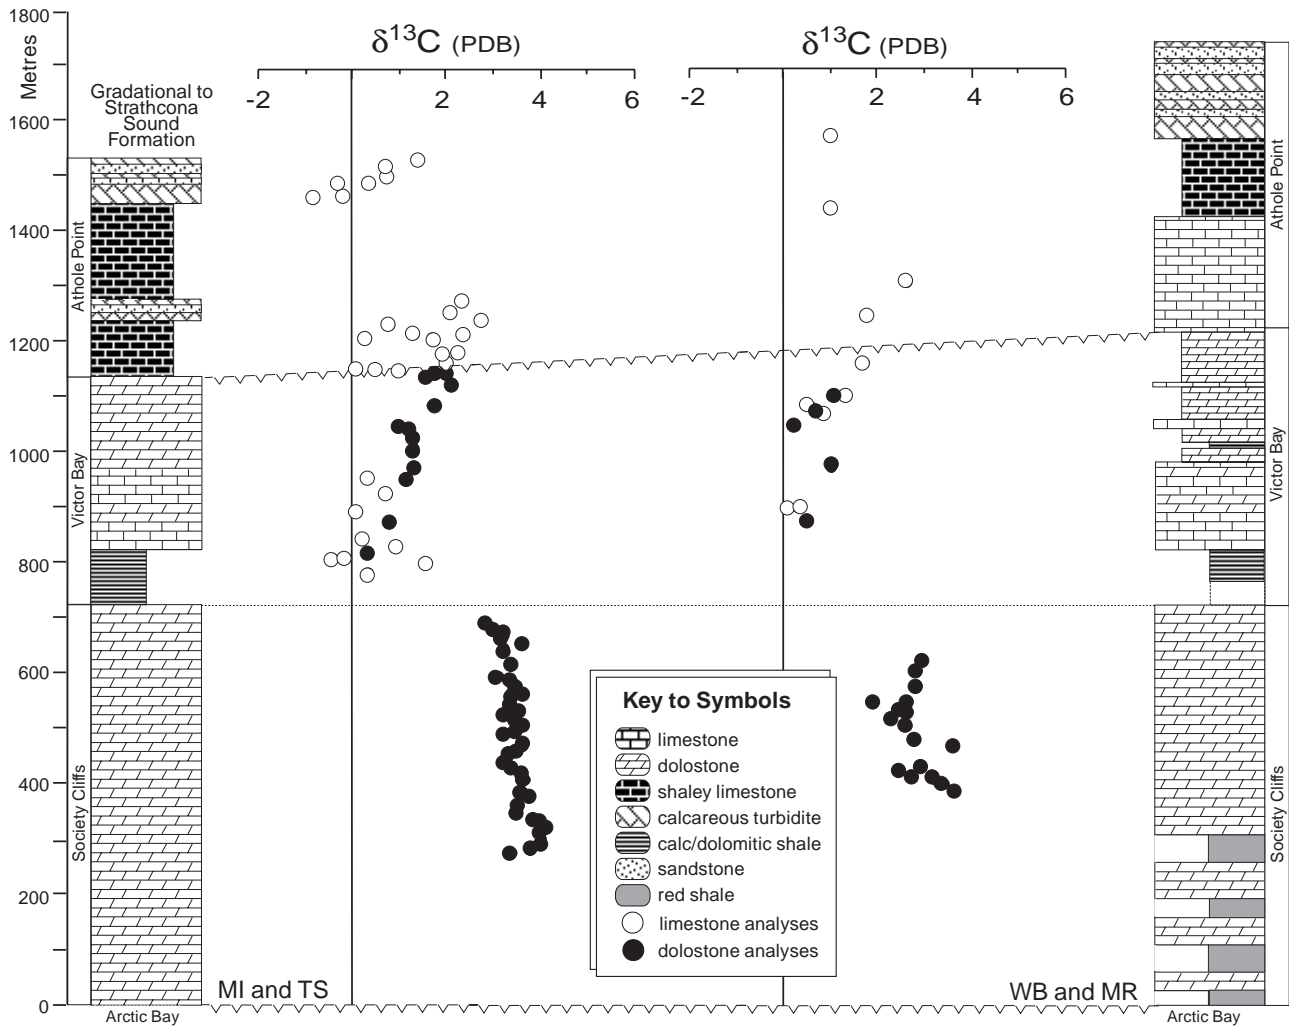 1800
1600
1400
1200
1000
800
600
400
200
0
Metres
Gradational to
Strathcona
Sound
Formation
Athole Point
Victor Bay
Society Cliffs
Arctic Bay
δ¹³C (PDB)
-2 2 4 6
δ¹³C (PDB)
-2 2 4 6
MI and TS
Key to Symbols
limestone
dolostone
shaley limestone
calcareous turbidite
calc/dolomitic shale
sandstone
red shale
limestone analyses
dolostone analyses
WB and MR
Athole Point
Victor Bay
Society Cliffs
Arctic Bay